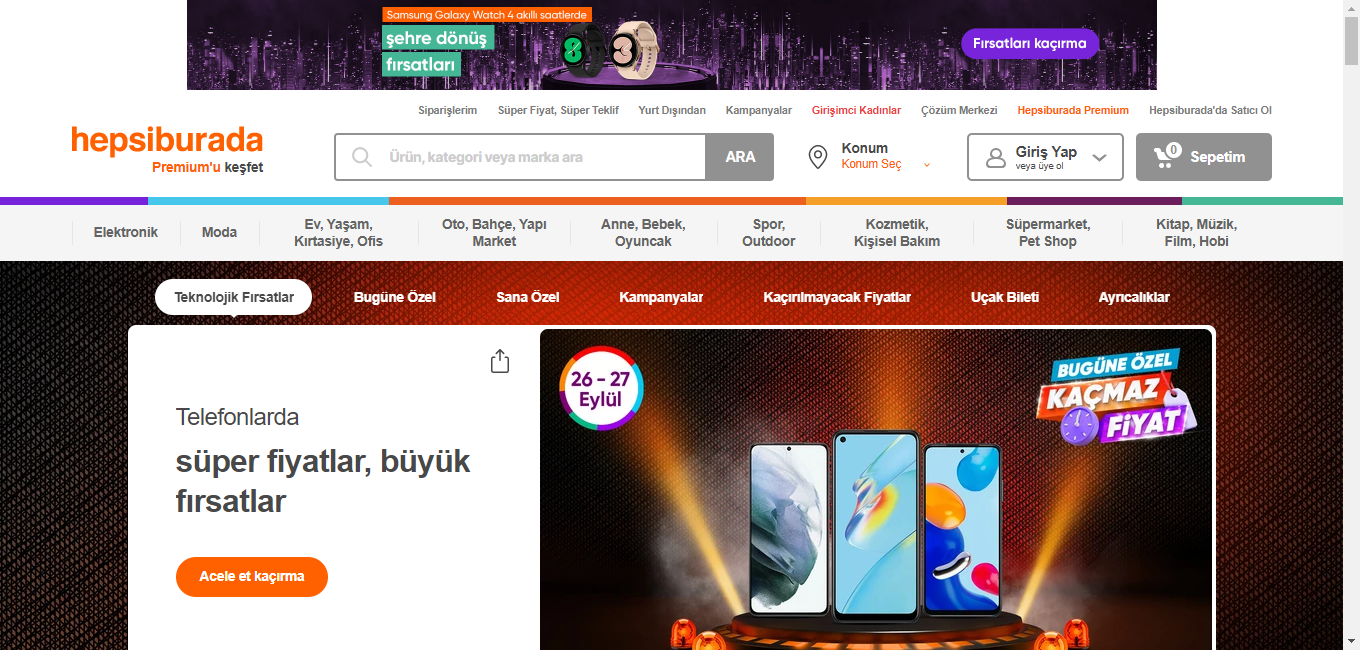 Samsung Galaxy Watch 4 akıllı saatlerde
şehre dönüş
fırsatları
Fırsatları kaçırma
Siparişlerim
Süper Fiyat, Süper Teklif
Yurt Dışından
Kampanyalar
Girişimci Kadınlar
Çözüm Merkezi
Hepsiburada Premium
Hepsiburada'da Satıcı Ol
hepsiburada
Premium'u keşfet
Ürün, kategori veya marka ara
ARA
Konum
Konum Seç
Giriş Yap
veya üye ol
0
Sepetim
Elektronik
Moda
Ev, Yaşam,
Kırtasiye, Ofis
Oto, Bahçe, Yapı
Market
Anne, Bebek,
Oyuncak
Spor,
Outdoor
Kozmetik,
Kişisel Bakım
Süpermarket,
Pet Shop
Kitap, Müzik,
Film, Hobi
Teknolojik Fırsatlar
Bugüne Özel
Sana Özel
Kampanyalar
Kaçırılmayacak Fiyatlar
Uçak Bileti
Ayrıcalıklar
Telefonlarda
süper fiyatlar, büyük
fırsatlar
Acele et kaçırma
26 – 27
Eylül
BUGÜNE ÖZEL
KAÇMAZ
FİYAT